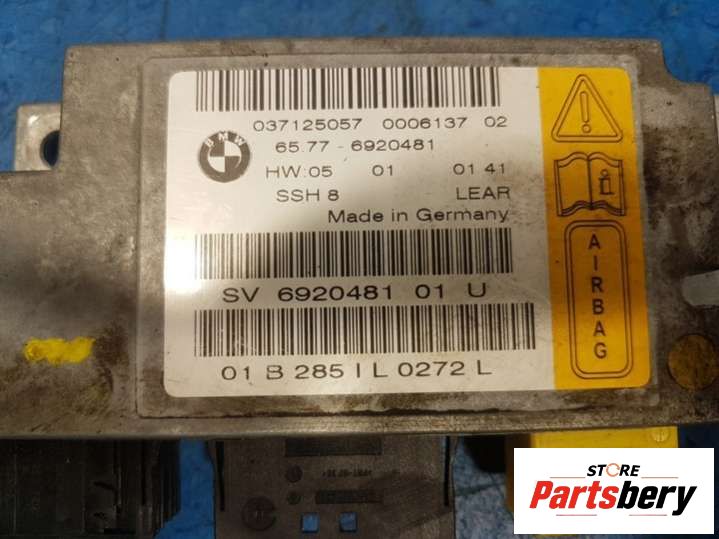 037125057 0006137 02
BMW
65.77 - 6920481
HW:05 01 01 41
SSH 8 LEAR
Made in Germany
SV 6920481 01 U
01 B 285 I L 0272 L
AIRBAG
STORE
Partsbery